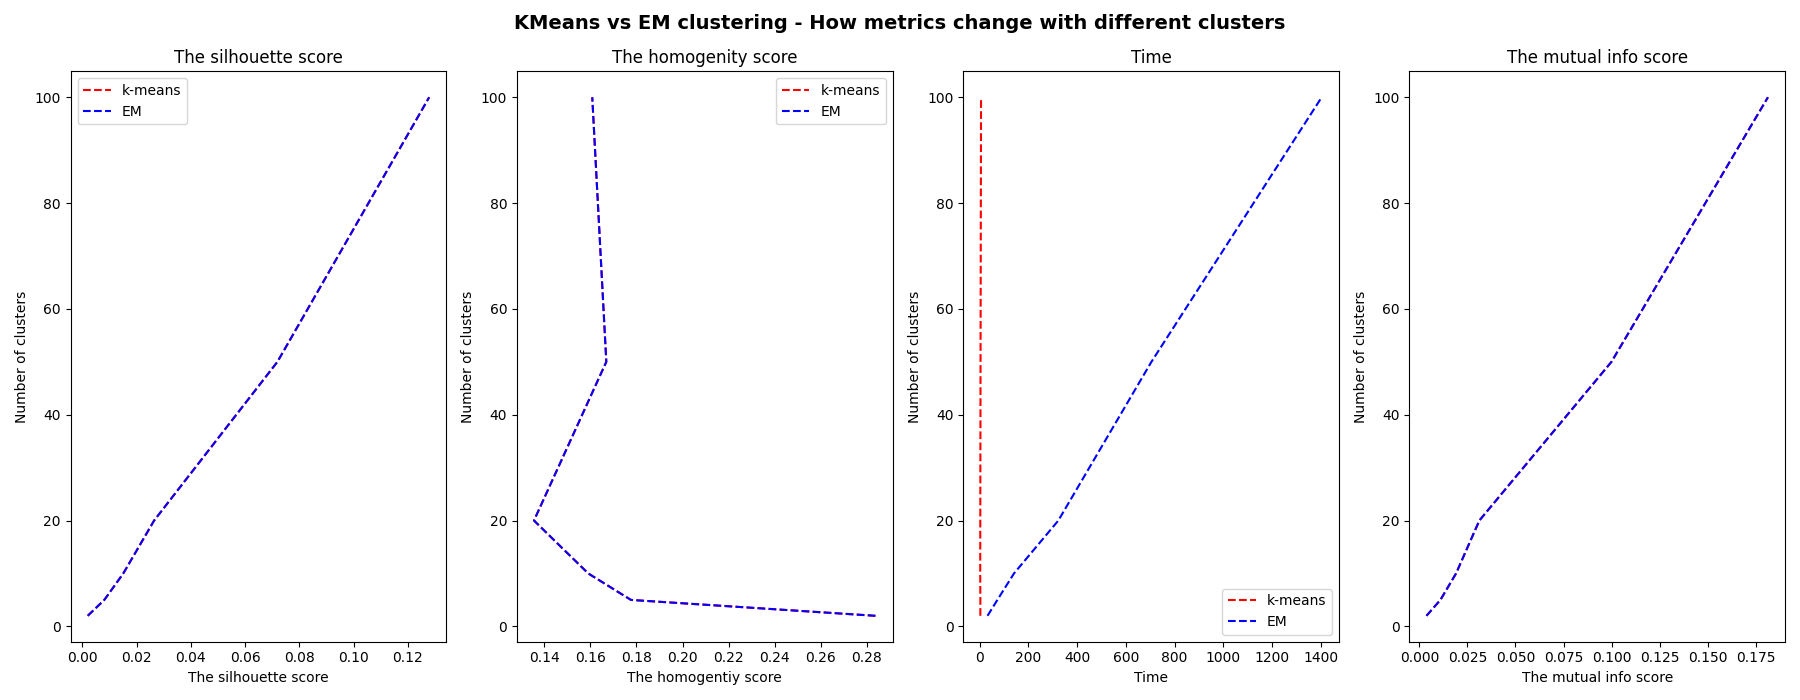 KMeans vs EM clustering - How metrics change with different clusters
The silhouette score
k-means
EM
Number of clusters
100
80
60
40
20
0
0.00 0.02 0.04 0.06 0.08 0.10 0.12
The silhouette score
The homogenity score
k-means
EM
Number of clusters
100
80
60
40
20
0
0.14 0.16 0.18 0.20 0.22 0.24 0.26 0.28
The homogentiy score
Time
k-means
EM
Number of clusters
100
80
60
40
20
0
0 200 400 600 800 1000 1200 1400
Time
The mutual info score
Number of clusters
100
80
60
40
20
0
0.000 0.025 0.050 0.075 0.100 0.125 0.150 0.175
The mutual info score